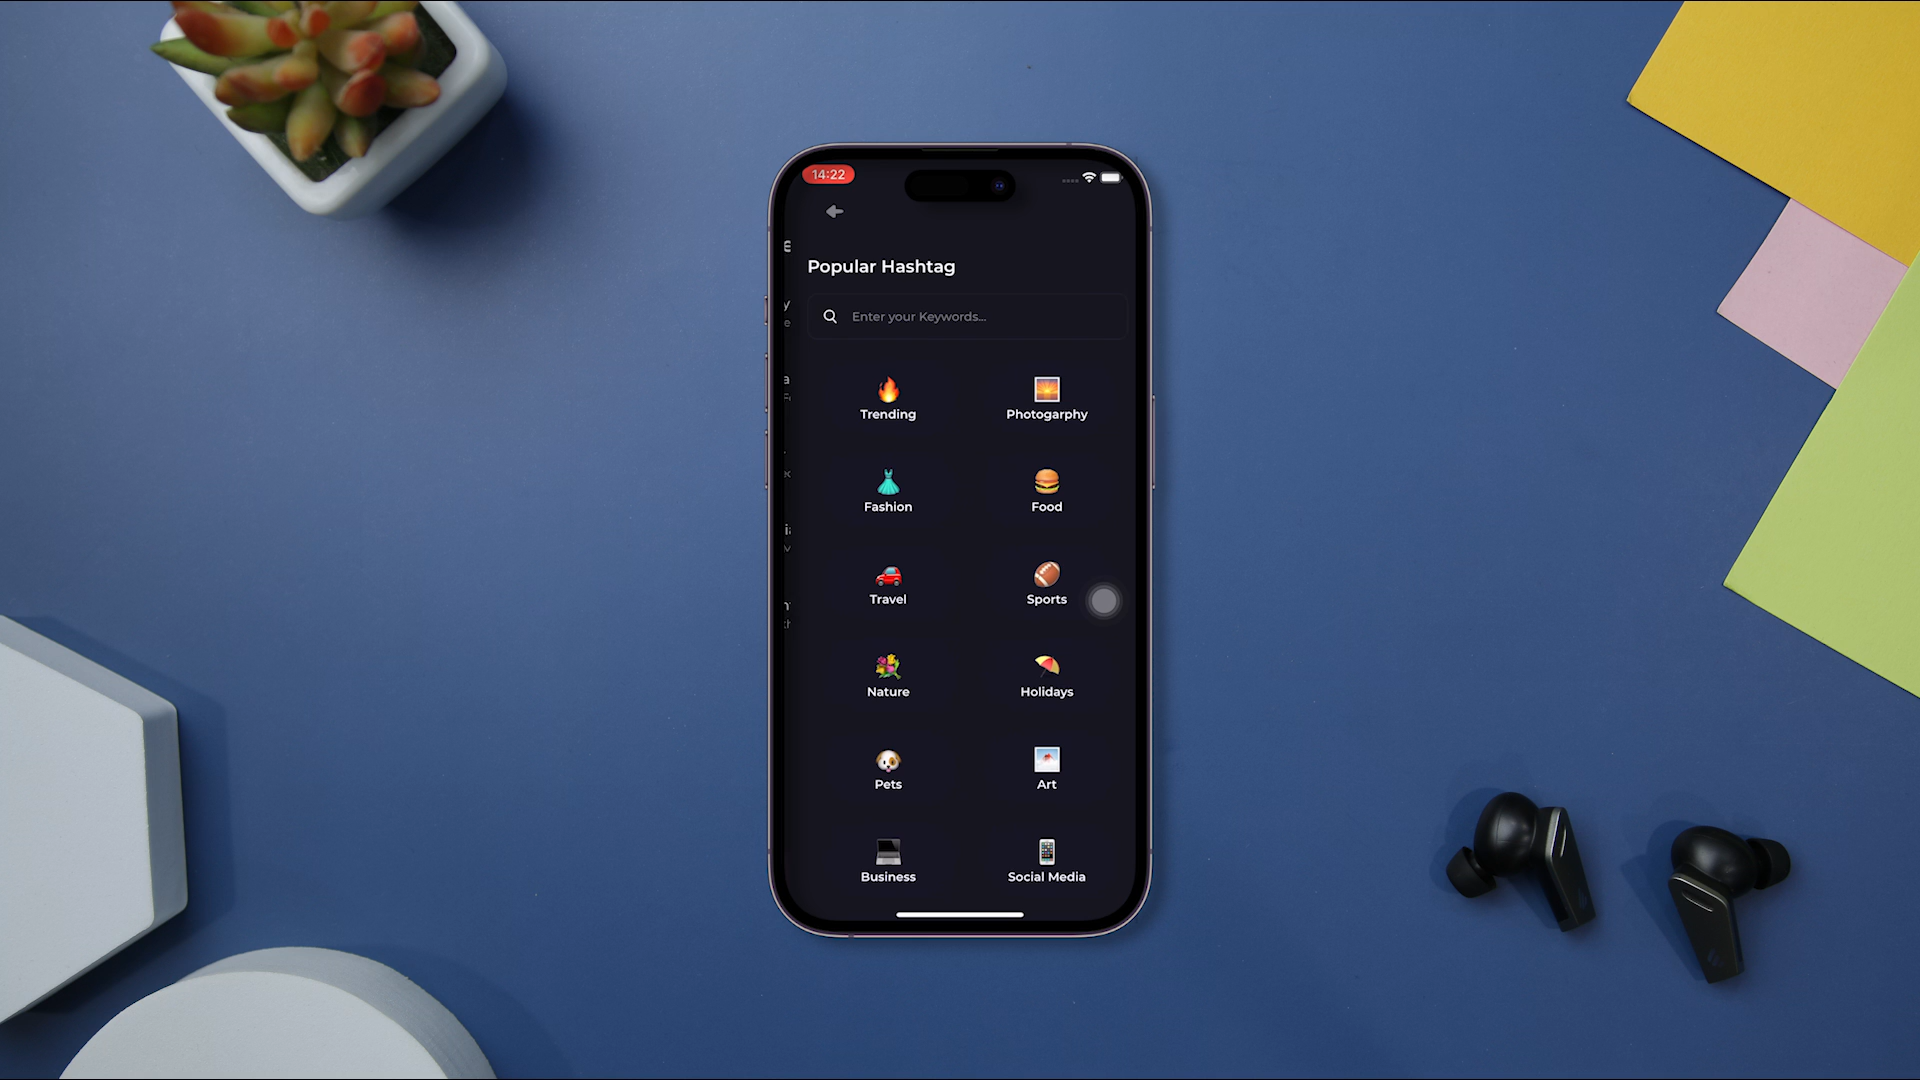 14:22
Popular Hashtag
Enter your Keywords...
Trending
Photogarphy
Fashion
Food
Travel
Sports
Nature
Holidays
Pets
Art
Business
Social Media